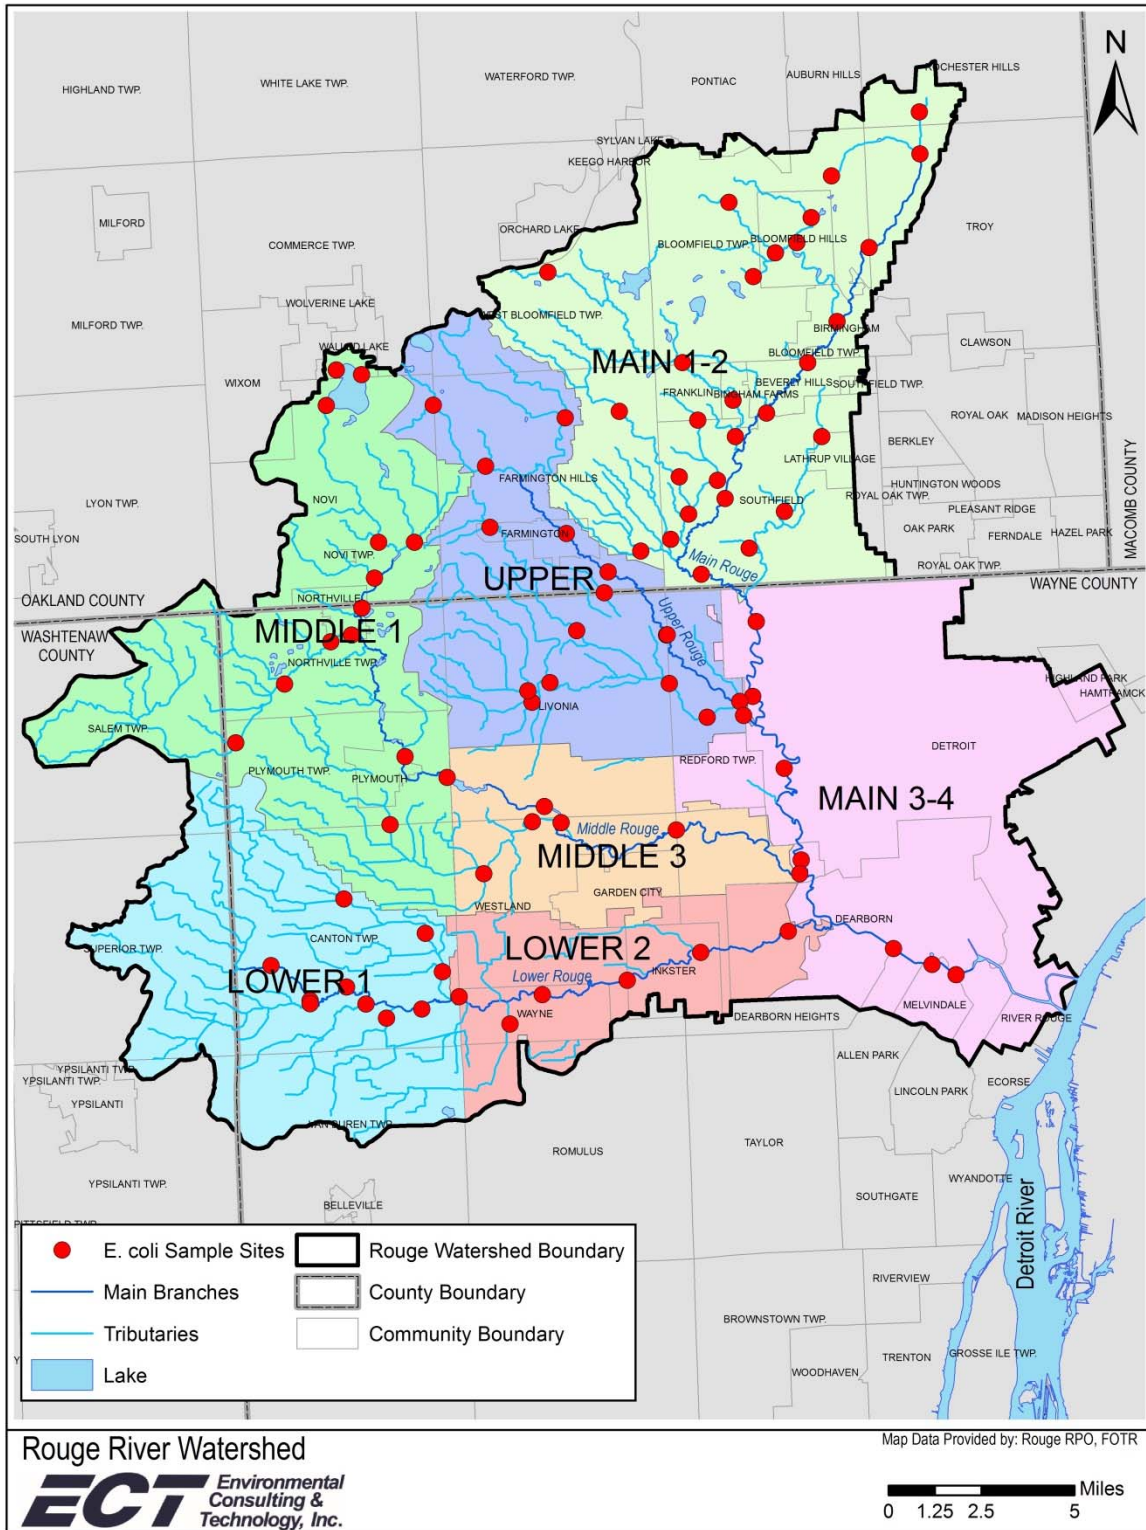 N
ROCHESTER HILLS
AUBURN HILLS
PONTIAC
WATERFORD TWP.
WHITE LAKE TWP.
HIGHLAND TWP.
SYLVAN LAKE
KEEGO HARBOR
MILFORD
ORCHARD LAKE
TROY
COMMERCE TWP.
BLOOMFIELD TWP.
BLOOMFIELD HILLS
WOLVERINE LAKE
WEST BLOOMFIELD TWP.
MILFORD TWP.
BIRMINGHAM
WALLED LAKE
CLAWSON
MAIN 1-2
BLOOMFIELD TWP.
WIXOM
BEVERLY HILLS
SOUTHFIELD TWP.
FRANKLIN
BINGHAM FARMS
ROYAL OAK
MADISON HEIGHTS
BERKLEY
LATHRUP VILLAGE
MACOMB COUNTY
FARMINGTON HILLS
HUNTINGTON WOODS
NOVI
LYON TWP.
SOUTHFIELD
ROYAL OAK TWP.
PLEASANT RIDGE
OAK PARK
FERNDALE
HAZEL PARK
SOUTH LYON
FARMINGTON
NOVI TWP.
Main Rouge
ROYAL OAK TWP.
UPPER
WAYNE COUNTY
OAKLAND COUNTY
NORTHVILLE
WASHTENAW
COUNTY
MIDDLE 1
Upper Rouge
NORTHVILLE TWP.
HIGHLAND PARK
HAMTRAMCK
LIVONIA
SALEM TWP.
DETROIT
REDFORD TWP.
PLYMOUTH TWP.
PLYMOUTH
MAIN 3-4
Middle Rouge
MIDDLE 3
GARDEN CITY
WESTLAND
DEARBORN
CANTON TWP.
SUPERIOR TWP.
LOWER 2
LOWER 1
Lower Rouge
INKSTER
MELVINDALE
WAYNE
DEARBORN HEIGHTS
RIVER ROUGE
ALLEN PARK
YPSILANTI TWP.
YPSILANTI TWP.
ECORSE
LINCOLN PARK
YPSILANTI
VAN BUREN TWP.
TAYLOR
ROMULUS
WYANDOTTE
YPSILANTI TWP.
SOUTHGATE
BELLEVILLE
PITTSFIELD TWP.
Detroit River
RIVERVIEW
BROWNSTOWN TWP.
TRENTON
GROSSE ILE TWP.
WOODHAVEN
E. coli Sample Sites
Rouge Watershed Boundary
Main Branches
County Boundary
Tributaries
Community Boundary
Lake
Rouge River Watershed
Map Data Provided by: Rouge RPO, FOTR
ECT
Environmental
Consulting &
Technology, Inc.
Miles
0 1.25 2.5 5